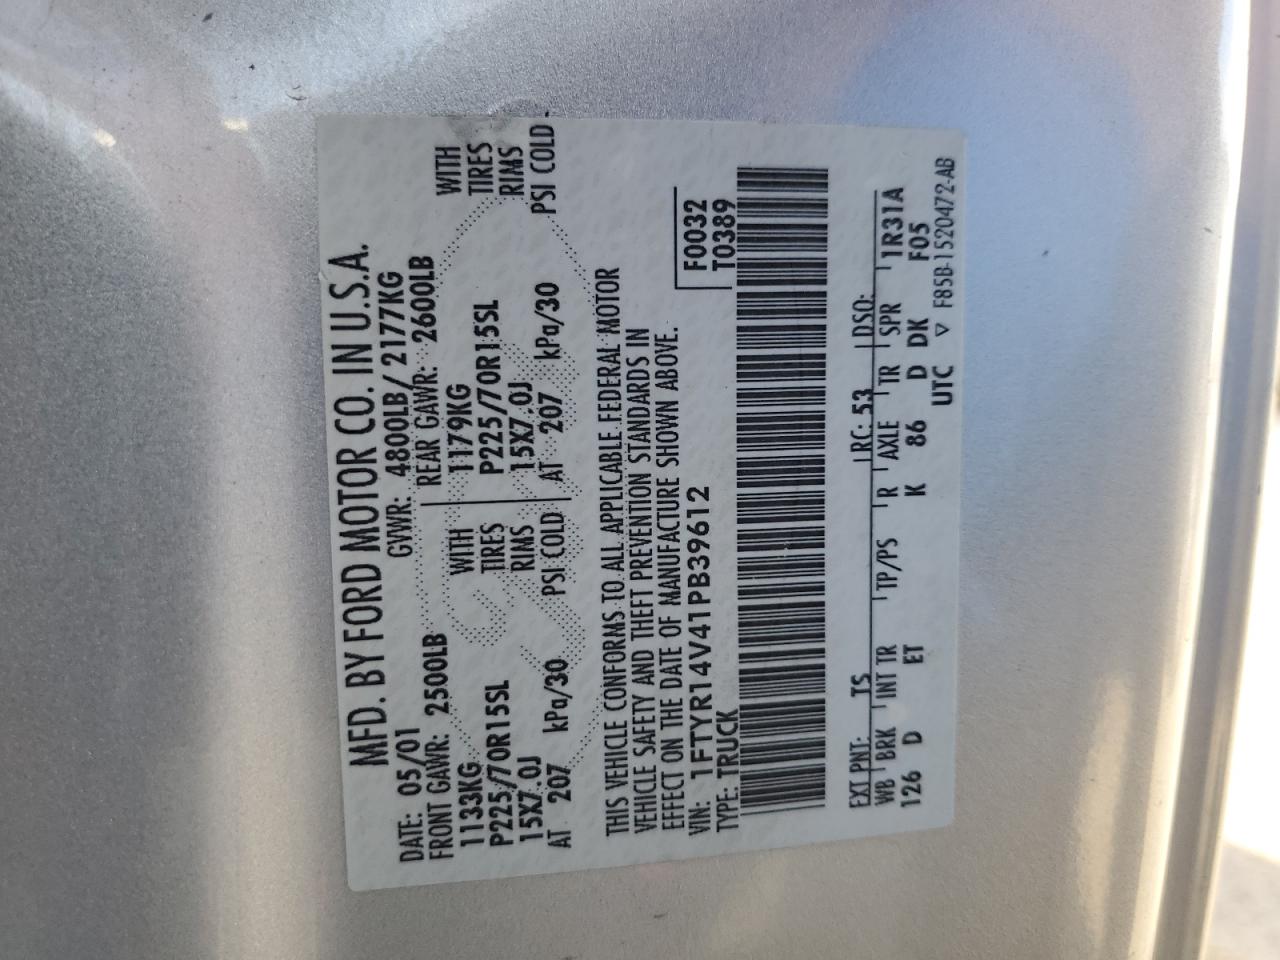 MFD. BY FORD MOTOR CO. IN U.S.A.
DATE: 05/01 GVWR: 4800LB/ 2177KG
FRONT GAWR: 2500LB REAR GAWR: 2600LB
1133KG WITH 1179KG WITH
P225/70R15SL TIRES P225/70R15SL TIRES
15X7.0J RIMS 15X7.0J RIMS
AT 207 kPa/30 PSI COLD AT 207 kPa/30 PSI COLD
THIS VEHICLE CONFORMS TO ALL APPLICABLE FEDERAL MOTOR
VEHICLE SAFETY AND THEFT PREVENTION STANDARDS IN
EFFECT ON THE DATE OF MANUFACTURE SHOWN ABOVE.
VIN: 1FTYR14V41PB39612 F0032
TYPE: TRUCK T0389
EXT PNT: TS RC: 53 DSO:
WB BRK INT TR TP/PS R AXLE TR SPR 1R31A
126 D ET K 86 D DK F05
UTC ▽ F85B-1520472-AB